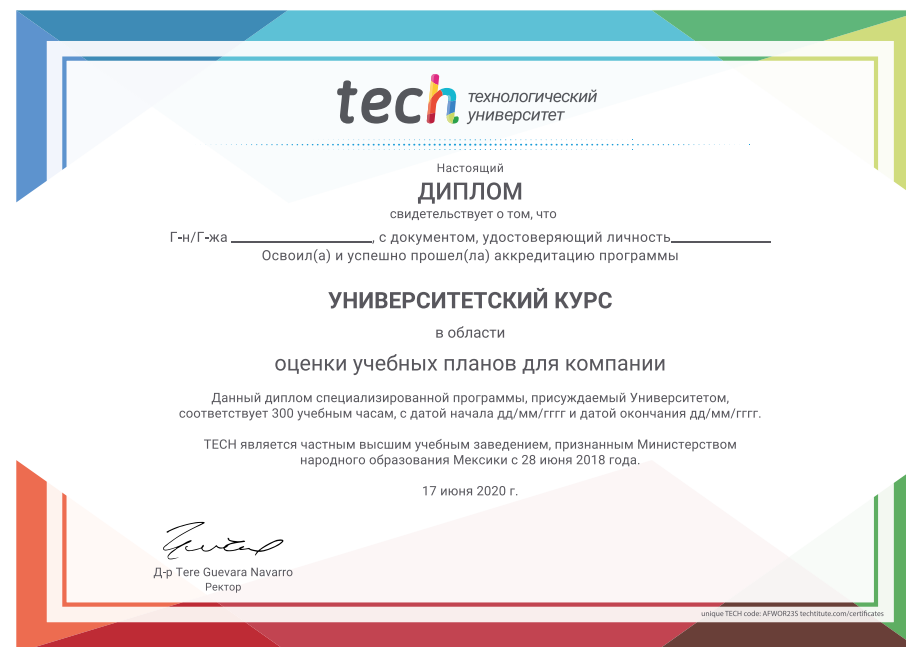 tech технологический
университет
Настоящий
ДИПЛОМ
свидетельствует о том, что
Г-н/Г-жа ____________________, с документом, удостоверяющий личность______________
Освоил(а) и успешно прошел(ла) аккредитацию программы
УНИВЕРСИТЕТСКИЙ КУРС
в области
оценки учебных планов для компании
Данный диплом специализированной программы, присуждаемый Университетом,
соответствует 300 учебным часам, с датой начала дд/мм/гггг и датой окончания дд/мм/гггг.
TECH является частным высшим учебным заведением, признанным Министерством
народного образования Мексики с 28 июня 2018 года.
17 июня 2020 г.
Д-р Tere Guevara Navarro
Ректор
unique TECH code: AFWOR23S techtitute.com/certificates